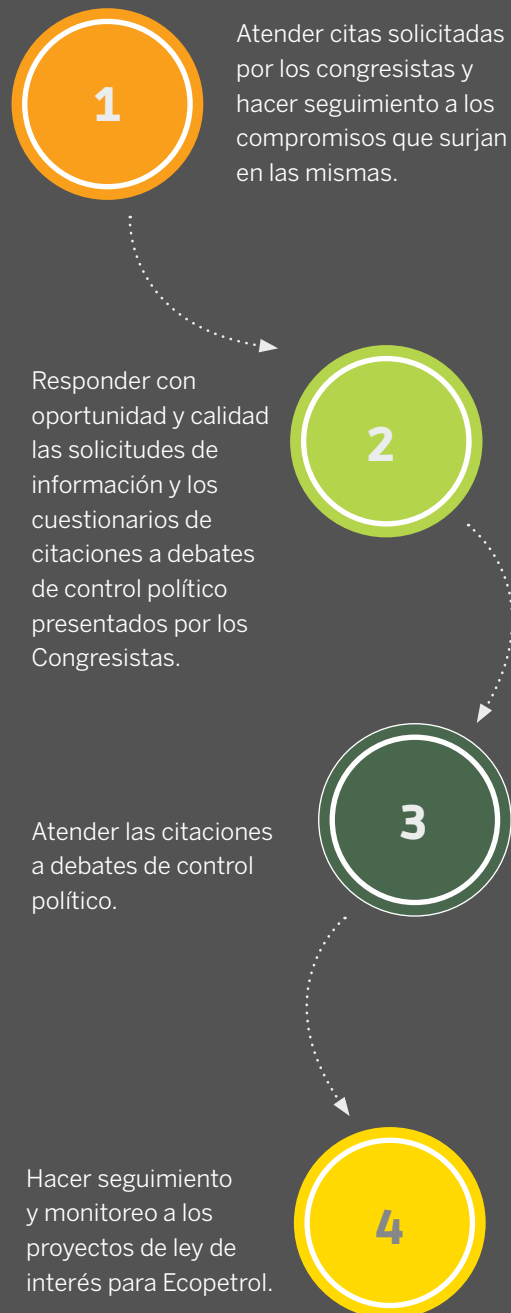 1
Atender citas solicitadas
por los congresistas y
hacer seguimiento a los
compromisos que surjan
en las mismas.
2
Responder con
oportunidad y calidad
las solicitudes de
información y los
cuestionarios de
citaciones a debates
de control político
presentados por los
Congresistas.
3
Atender las citaciones
a debates de control
político.
4
Hacer seguimiento
y monitoreo a los
proyectos de ley de
interés para Ecopetrol.